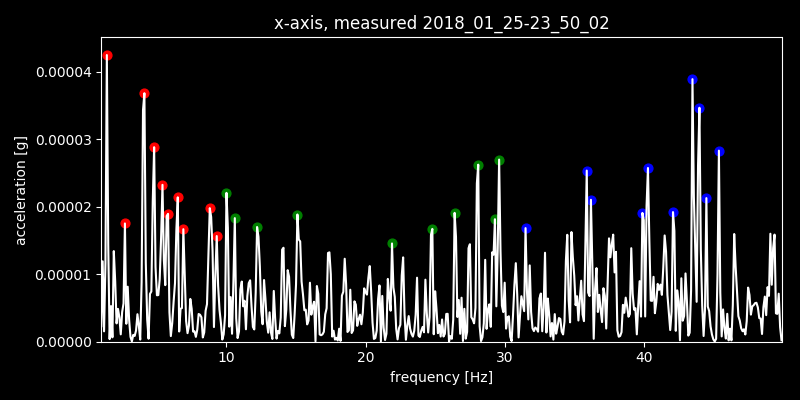 x-axis, measured 2018_01_25-23_50_02
acceleration [g]
0.00004
0.00003
0.00002
0.00001
0.00000
10 20 30 40
frequency [Hz]